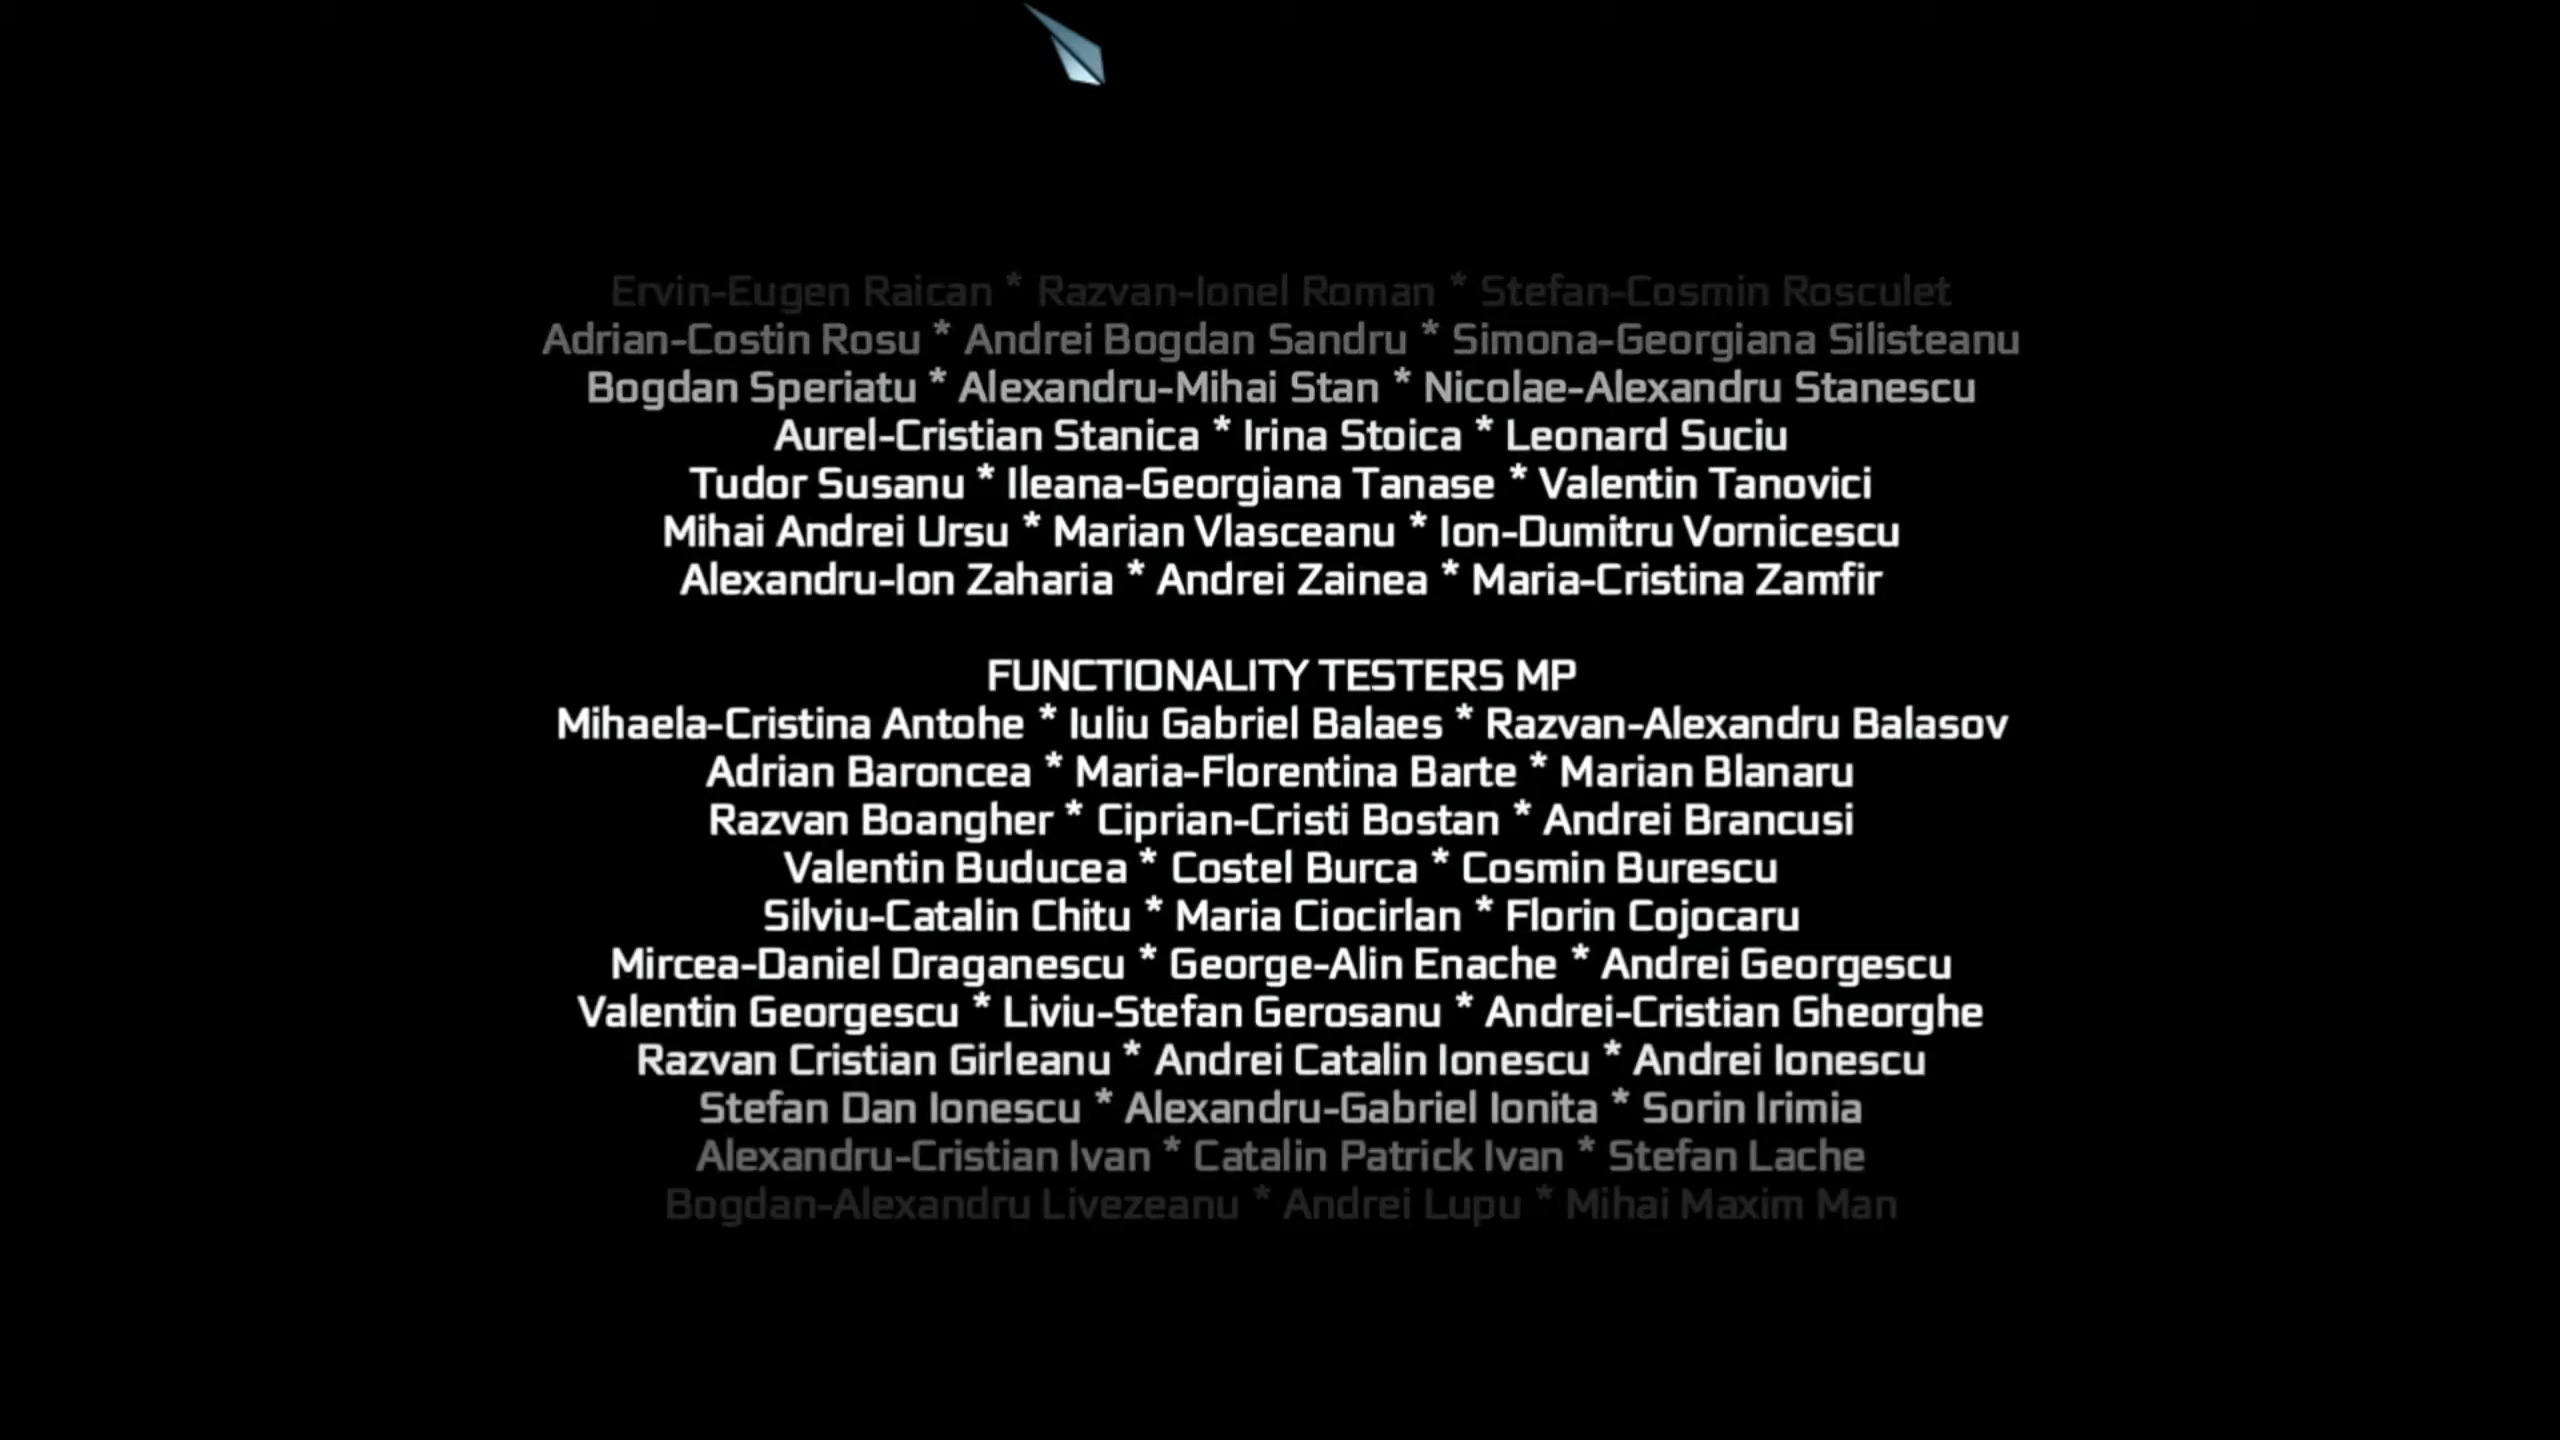 Ervin-Eugen Raican * Razvan-Ionel Roman * Stefan-Cosmin Rosculet
Adrian-Costin Rosu * Andrei Bogdan Sandru * Simona-Georgiana Silisteanu
Bogdan Speriatu * Alexandru-Mihai Stan * Nicolae-Alexandru Stanescu
Aurel-Cristian Stanica * Irina Stoica * Leonard Suciu
Tudor Susanu * Ileana-Georgiana Tanase * Valentin Tanovici
Mihai Andrei Ursu * Marian Vlasceanu * Ion-Dumitru Vornicescu
Alexandru-Ion Zaharia * Andrei Zainea * Maria-Cristina Zamfir
FUNCTIONALITY TESTERS MP
Mihaela-Cristina Antohe * Iuliu Gabriel Balaes * Razvan-Alexandru Balasov
Adrian Baroncea * Maria-Florentina Barte * Marian Blanaru
Razvan Boangher * Ciprian-Cristi Bostan * Andrei Brancusi
Valentin Buducea * Costel Burca * Cosmin Burescu
Silviu-Catalin Chitu * Maria Ciocirlan * Florin Cojocaru
Mircea-Daniel Draganescu * George-Alin Enache * Andrei Georgescu
Valentin Georgescu * Liviu-Stefan Gerosanu * Andrei-Cristian Gheorghe
Razvan Cristian Girleanu * Andrei Catalin Ionescu * Andrei Ionescu
Stefan Dan Ionescu * Alexandru-Gabriel Ionita * Sorin Irimia
Alexandru-Cristian Ivan * Catalin Patrick Ivan * Stefan Lache
Bogdan-Alexandru Livezeanu * Andrei Lupu * Mihai Maxim Man